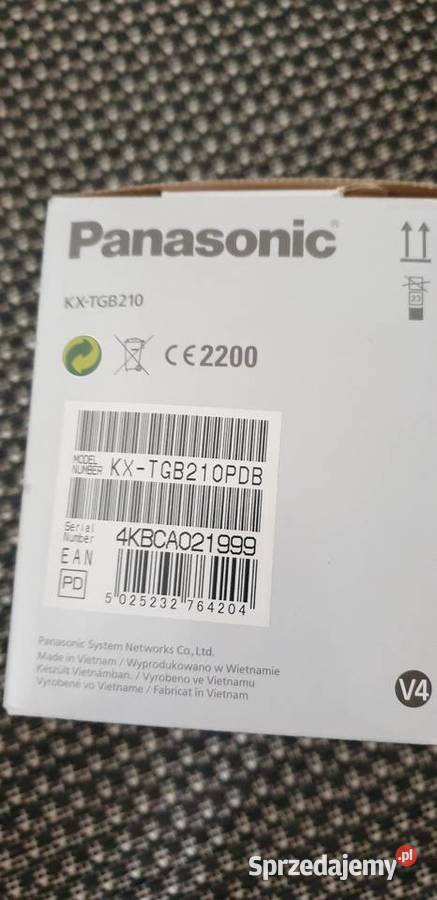 Panasonic®
KX-TGB210
CE2200
MODEL NUMBER KX-TGB210PDB
Serial Number 4KBCA021999
EAN
PD
5 025232 764204
Panasonic System Networks Co., Ltd.
Made in Vietnam / Wyprodukowano w Wietnamie
Készült Vietnámban. / Vyrobeno ve Vietnamu
Vyrobené vo Vietname / Fabricat în Vietnam
V4
Sprzedajemy.pl